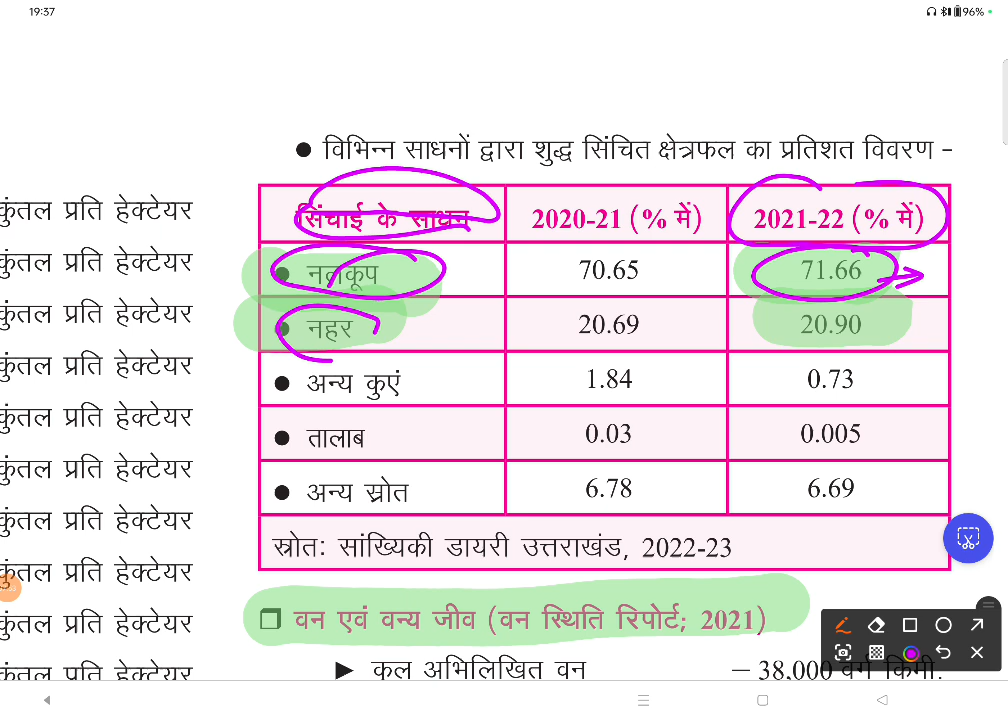 19:37
96%
• विभिन्न साधनों द्वारा शुद्ध सिंचित क्षेत्रफल का प्रतिशत विवरण –
सिंचाई के साधन 2020-21 (% में) 2021-22 (% में)
• नलकूप 70.65 71.66
• नहर 20.69 20.90
• अन्य कुएं 1.84 0.73
• तालाब 0.03 0.005
• अन्य स्रोत 6.78 6.69
स्रोत: सांख्यिकी डायरी उत्तराखंड, 2022-23
❒ वन एवं वन्य जीव (वन स्थिति रिपोर्ट; 2021)
► कुल अभिलिखित वन – 38,000 वर्ग किमी.
कुंतल प्रति हेक्टेयर
कुंतल प्रति हेक्टेयर
कुंतल प्रति हेक्टेयर
कुंतल प्रति हेक्टेयर
कुंतल प्रति हेक्टेयर
कुंतल प्रति हेक्टेयर
कुंतल प्रति हेक्टेयर
कुंतल प्रति हेक्टेयर
कुंतल प्रति हेक्टेयर
कुंतल प्रति हेक्टेयर